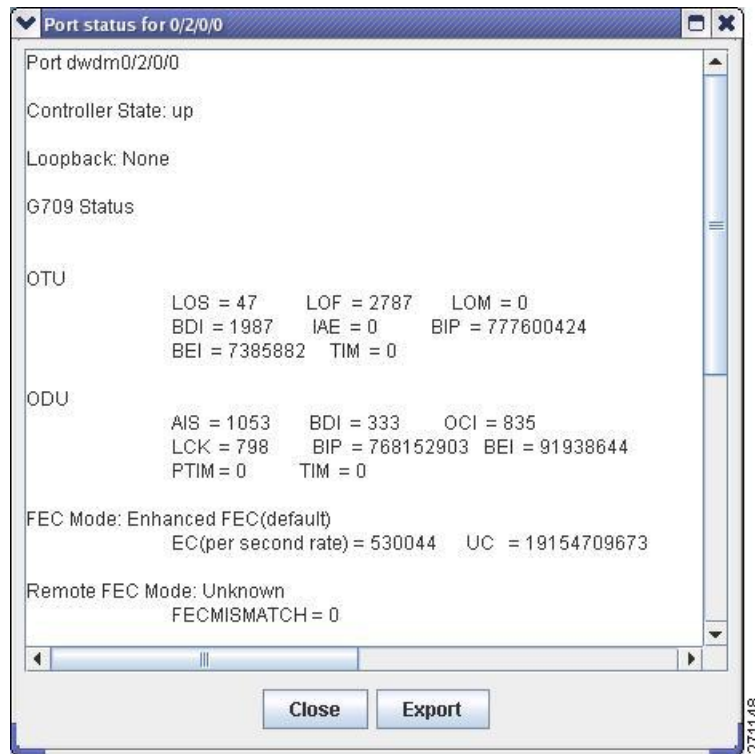 Port status for 0/2/0/0
Port dwdm0/2/0/0
Controller State: up
Loopback: None
G709 Status
OTU
LOS = 47 LOF = 2787 LOM = 0
BDI = 1987 IAE = 0 BIP = 777600424
BEI = 7385882 TIM = 0
ODU
AIS = 1053 BDI = 333 OCI = 835
LCK = 798 BIP = 768152903 BEI = 91938644
PTIM = 0 TIM = 0
FEC Mode: Enhanced FEC(default)
EC(per second rate) = 530044 UC = 19154709673
Remote FEC Mode: Unknown
FECMISMATCH = 0
Close Export